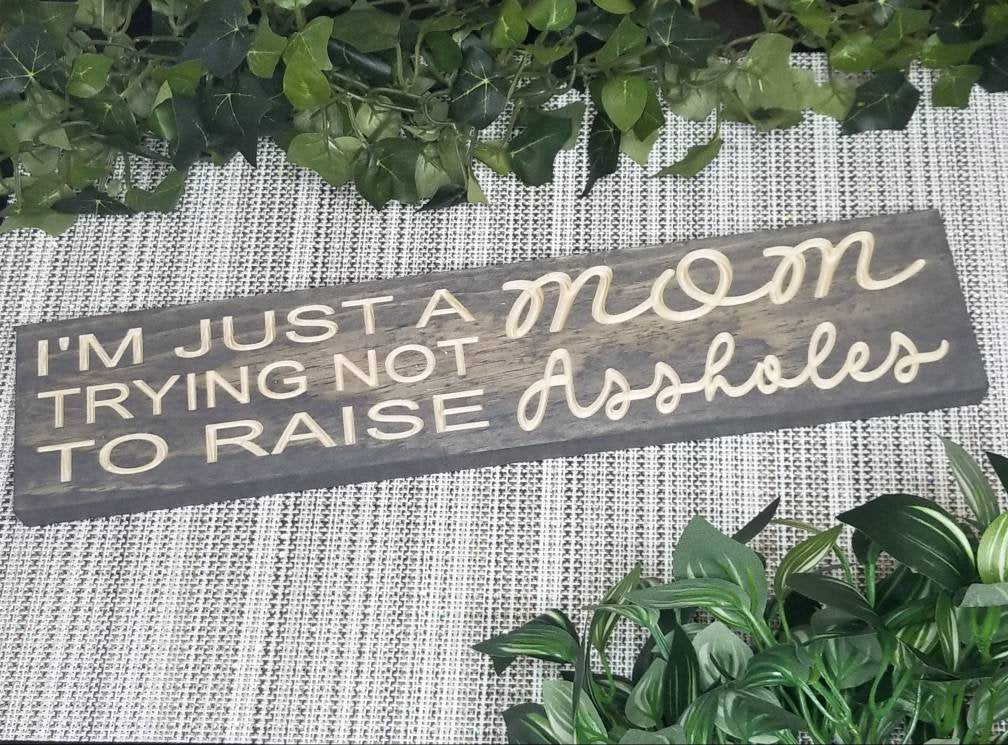 I'M JUST A mom
TRYING NOT
TO RAISE Assholes